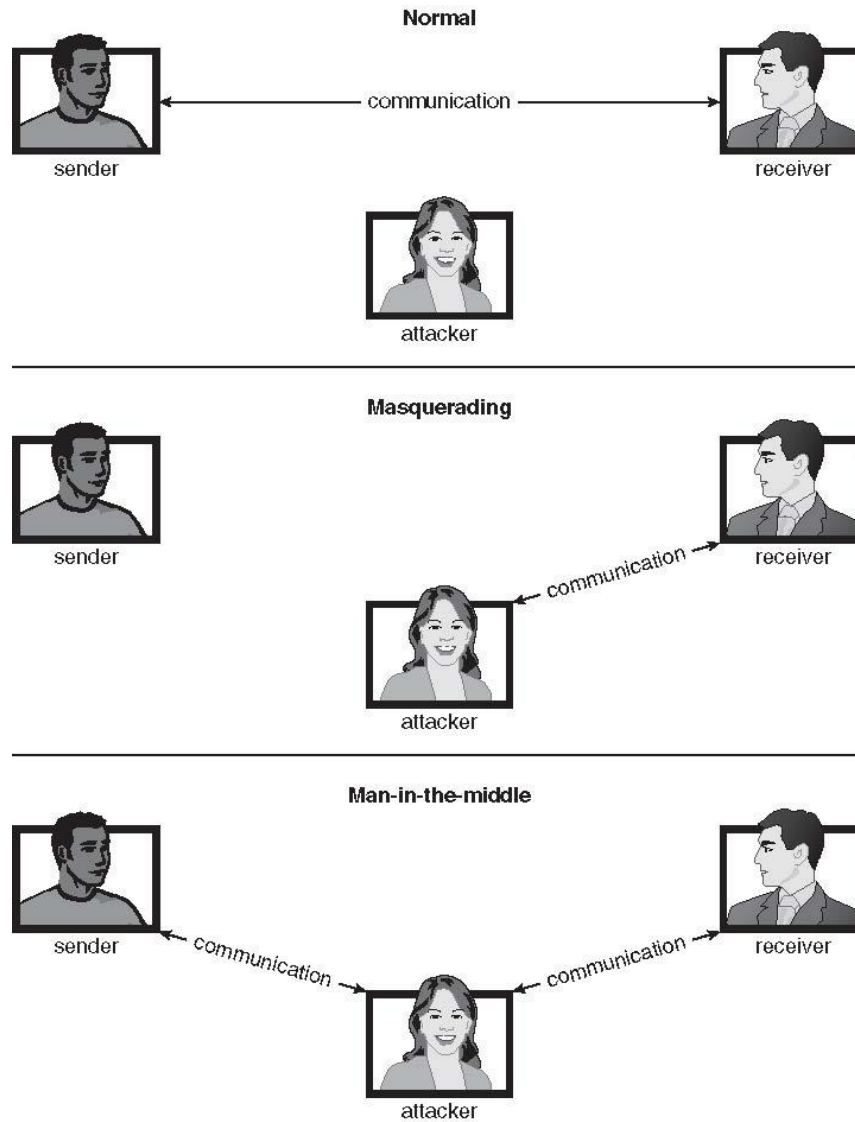 Normal
communication
sender
receiver
attacker
Masquerading
sender
communication
receiver
attacker
Man-in-the-middle
sender
communication
communication
receiver
attacker